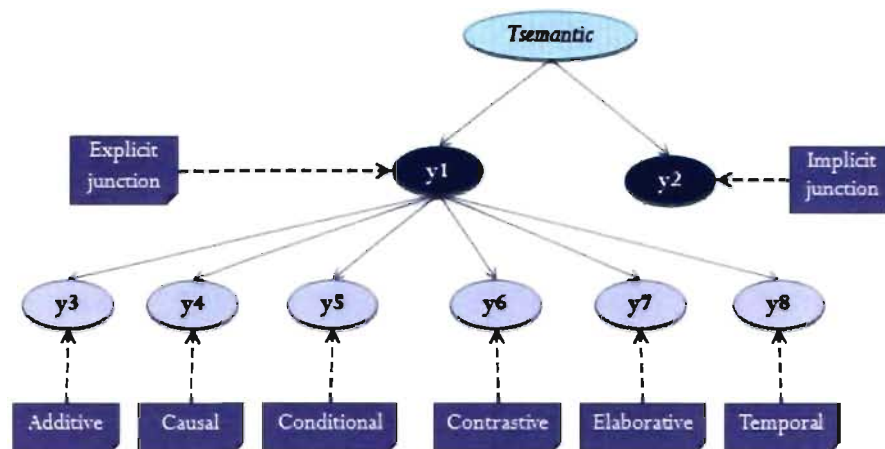 Tsemantic
Explicit
junction
y1
y2
Implicit
junction
y3
y4
y5
y6
y7
y8
Additive
Causal
Conditional
Contrastive
Elaborative
Temporal